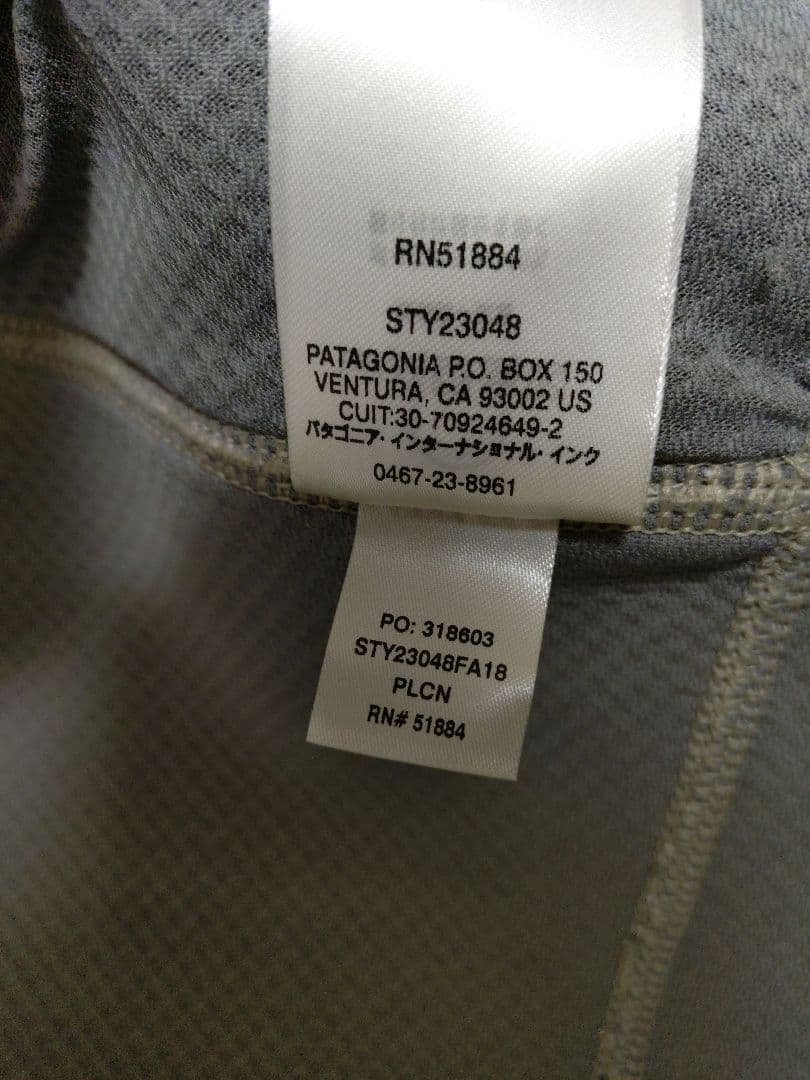 RN51884
STY23048
PATAGONIA P.O. BOX 150
VENTURA, CA 93002 US
CUIT:30-70924649-2
パタゴニア・インターナショナル・インク
0467-23-8961
PO: 318603
STY23048FA18
PLCN
RN# 51884